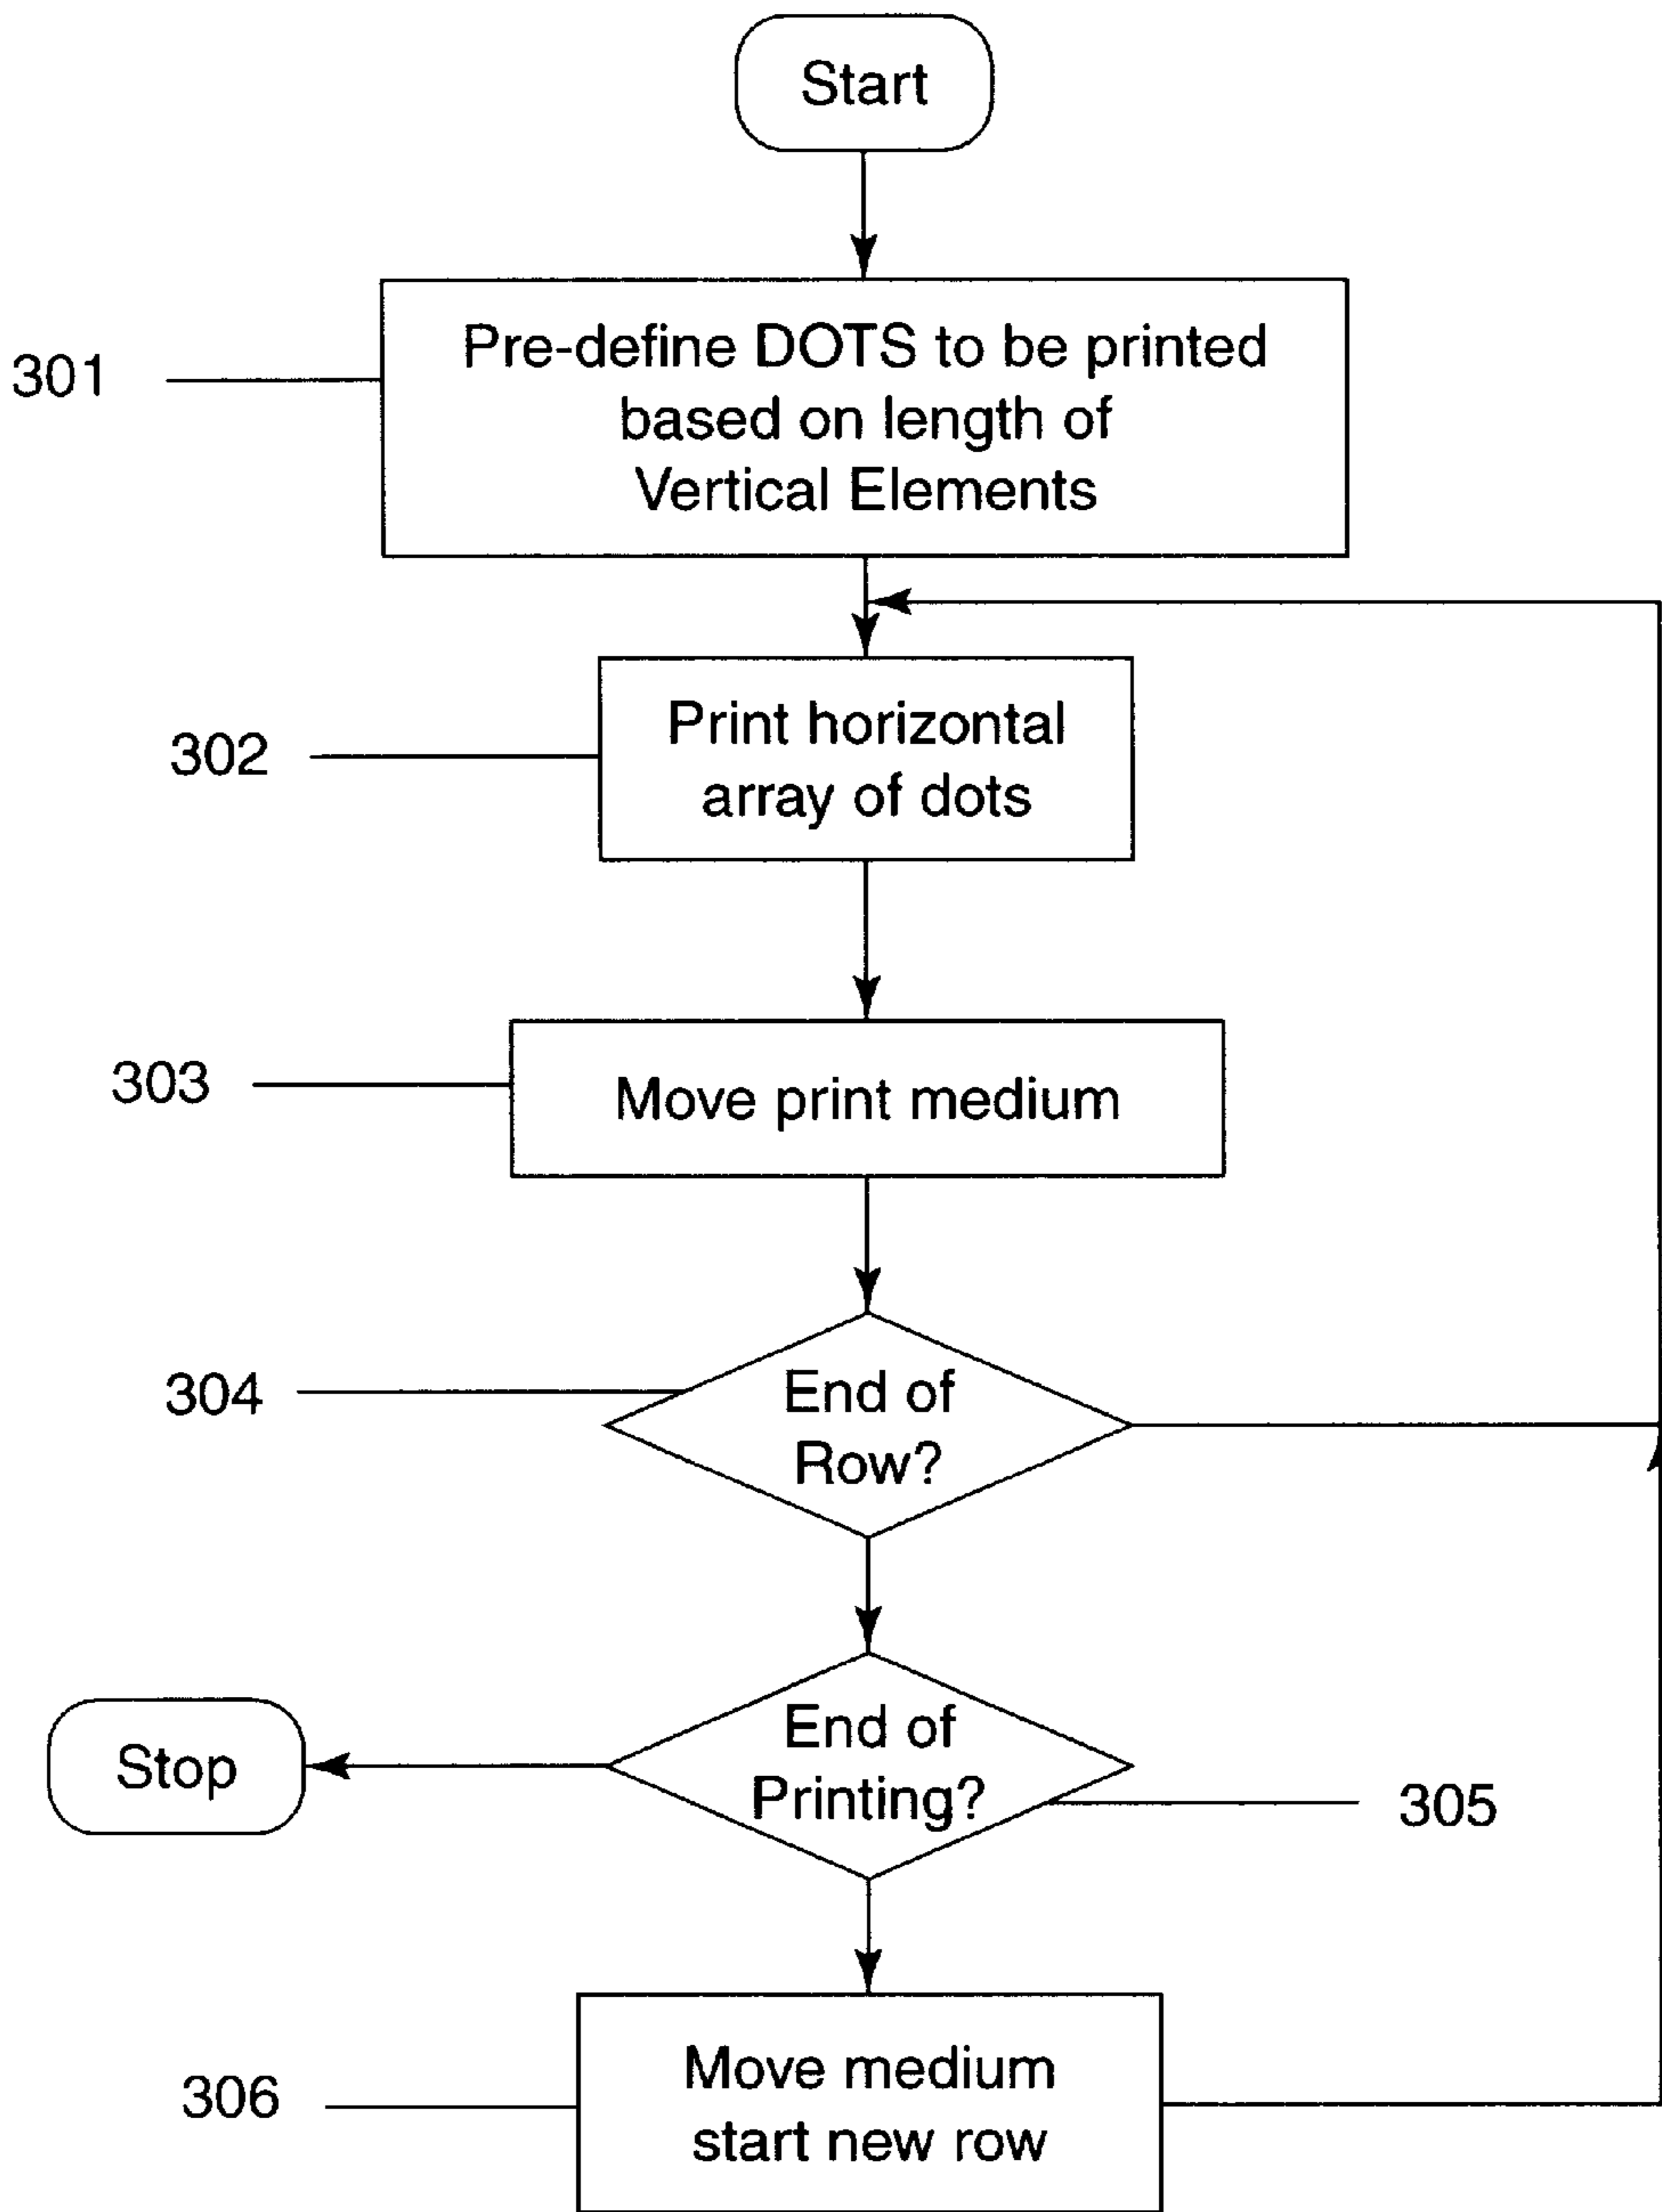 Start
301
Pre-define DOTS to be printed
based on length of
Vertical Elements
302
Print horizontal
array of dots
303
Move print medium
304
End of
Row?
Stop
End of
Printing?
305
306
Move medium
start new row